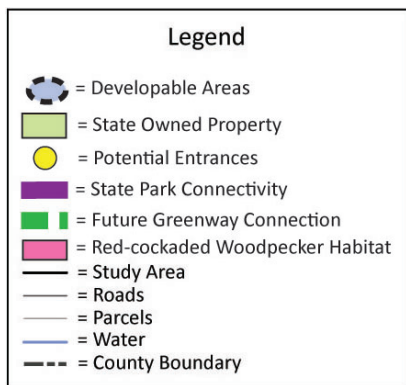 Legend
= Developable Areas
= State Owned Property
= Potential Entrances
= State Park Connectivity
= Future Greenway Connection
= Red-cockaded Woodpecker Habitat
= Study Area
= Roads
= Parcels
= Water
= County Boundary